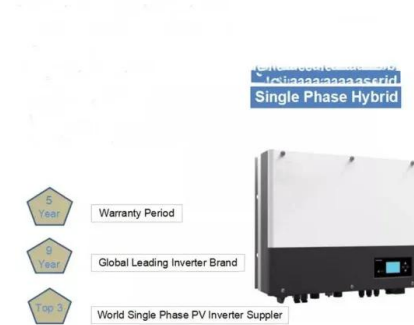 Single Phase Hybrid
5
Year
Warranty Period
9
Year
Global Leading Inverter Brand
Top 3
World Single Phase PV Inverter Suppler